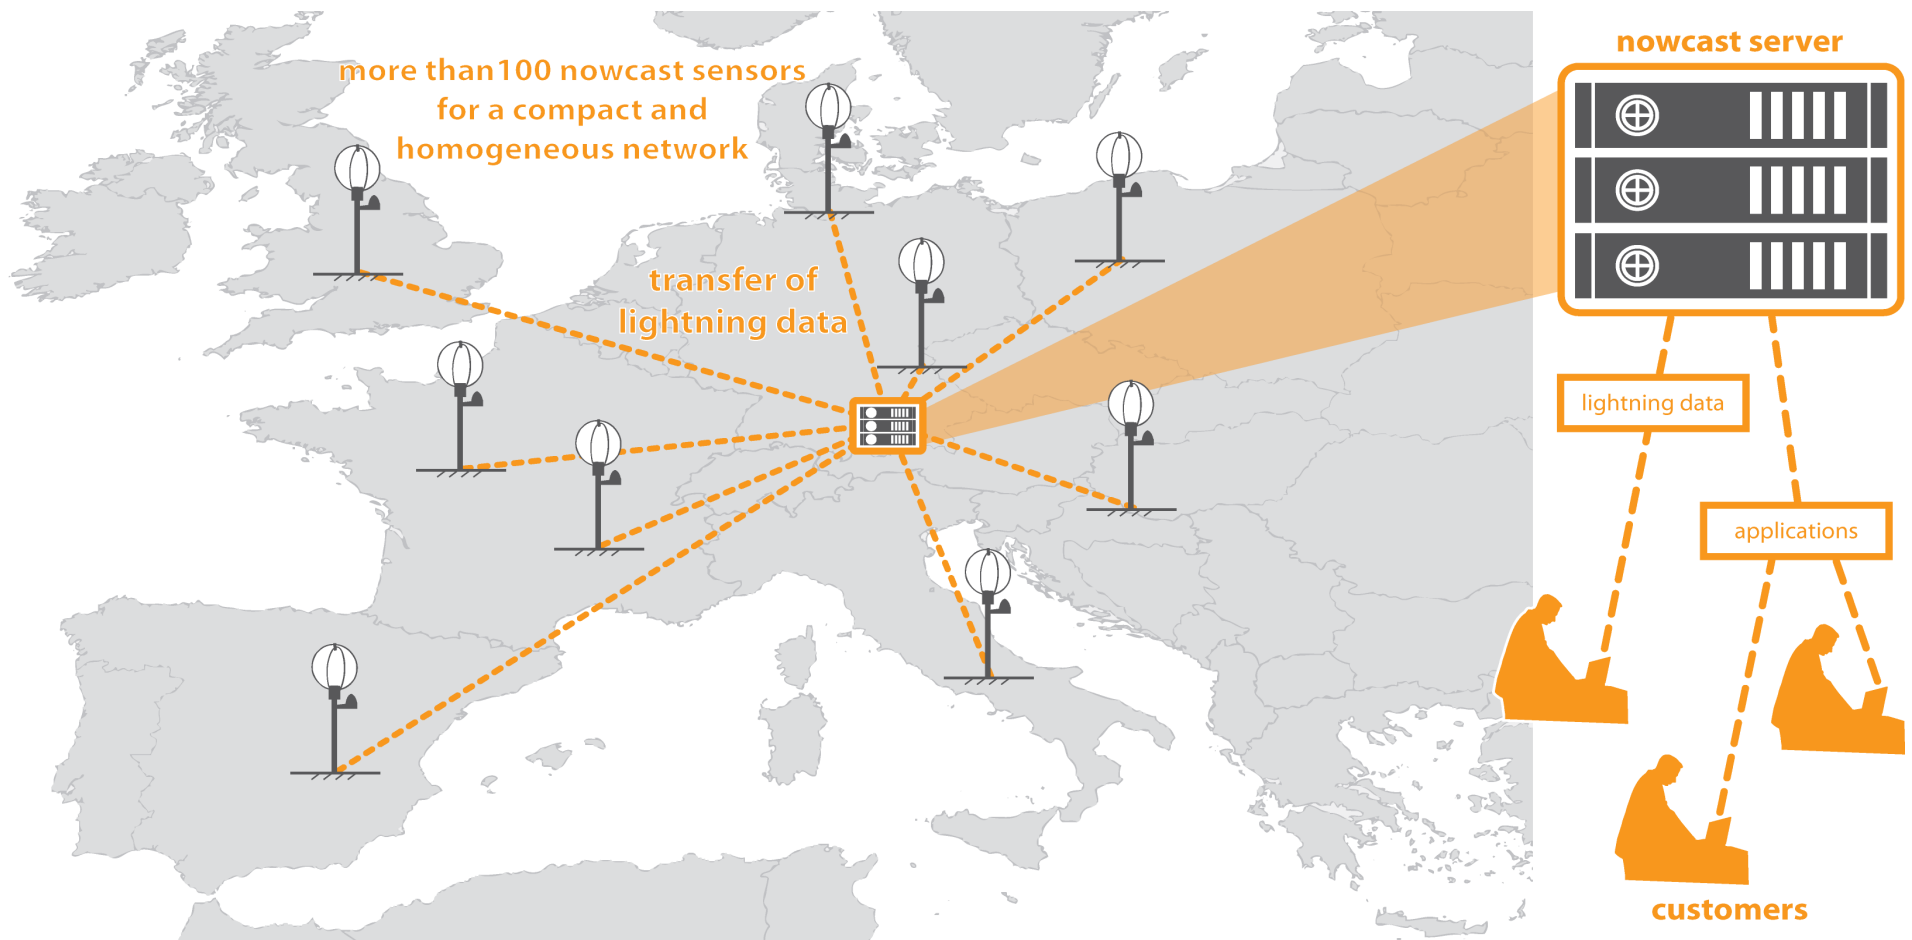 more than100 nowcast sensors
for a compact and
homogeneous network
transfer of
lightning data
nowcast server
lightning data
applications
customers